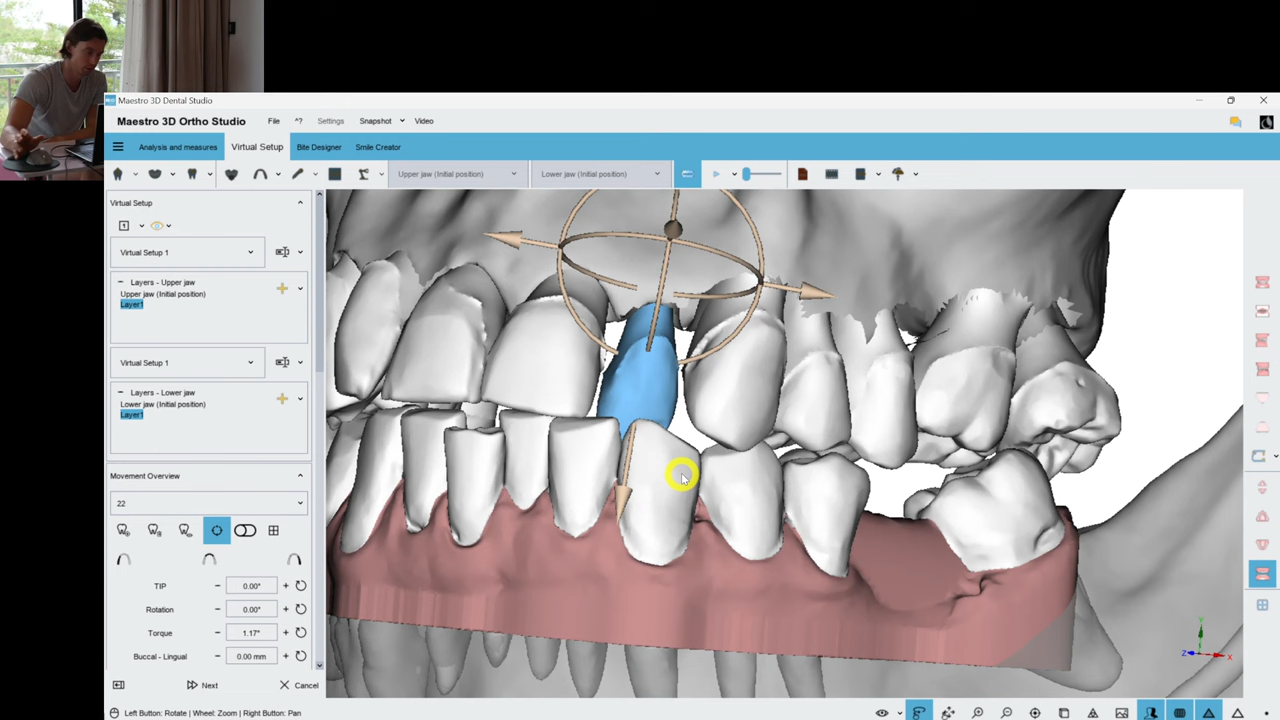 Maestro 3D Dental Studio
Maestro 3D Ortho Studio
File
^?
Settings
Snapshot
Video
Analysis and measures
Virtual Setup
Bite Designer
Smile Creator
Upper jaw (Initial position)
Lower jaw (Initial position)
Virtual Setup
1
Virtual Setup 1
Layers - Upper jaw
Upper jaw (Initial position)
Layer1
Virtual Setup 1
Layers - Lower jaw
Lower jaw (Initial position)
Layer1
Movement Overview
22
TIP - 0.00° +
Rotation - 0.00° +
Torque - 1.17° +
Buccal - Lingual - 0.00 mm +
Next
Cancel
Left Button: Rotate | Wheel: Zoom | Right Button: Pan
Y
Z
X